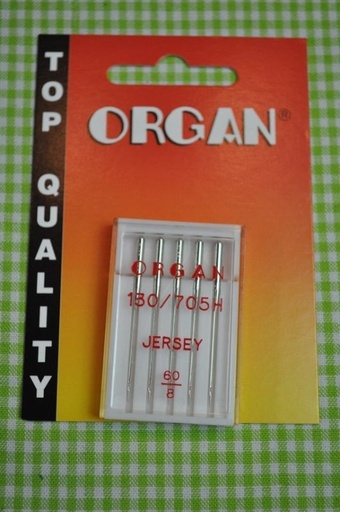 TOP QUALITY
ORGAN®
ORGAN
130/705H
JERSEY
60
8